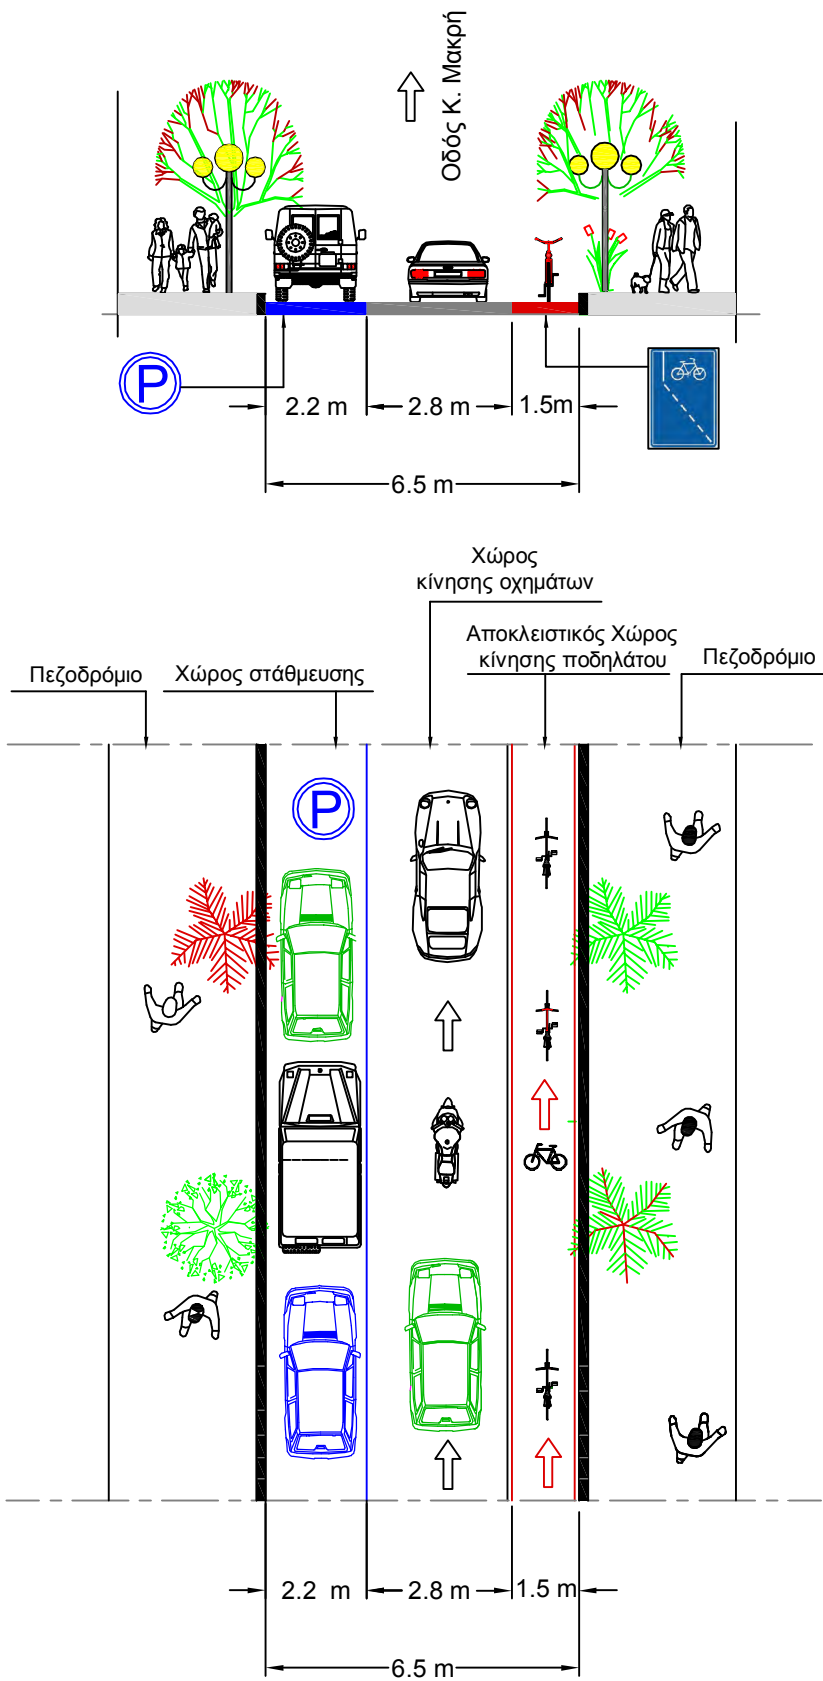 Οδός Κ. Μακρή
P
2.2 m
2.8 m
1.5m
6.5 m
Χώρος
κίνησης οχημάτων
Αποκλειστικός Χώρος
κίνησης ποδηλάτου
Πεζοδρόμιο
Χώρος στάθμευσης
Πεζοδρόμιο
P
2.2 m
2.8 m
1.5 m
6.5 m